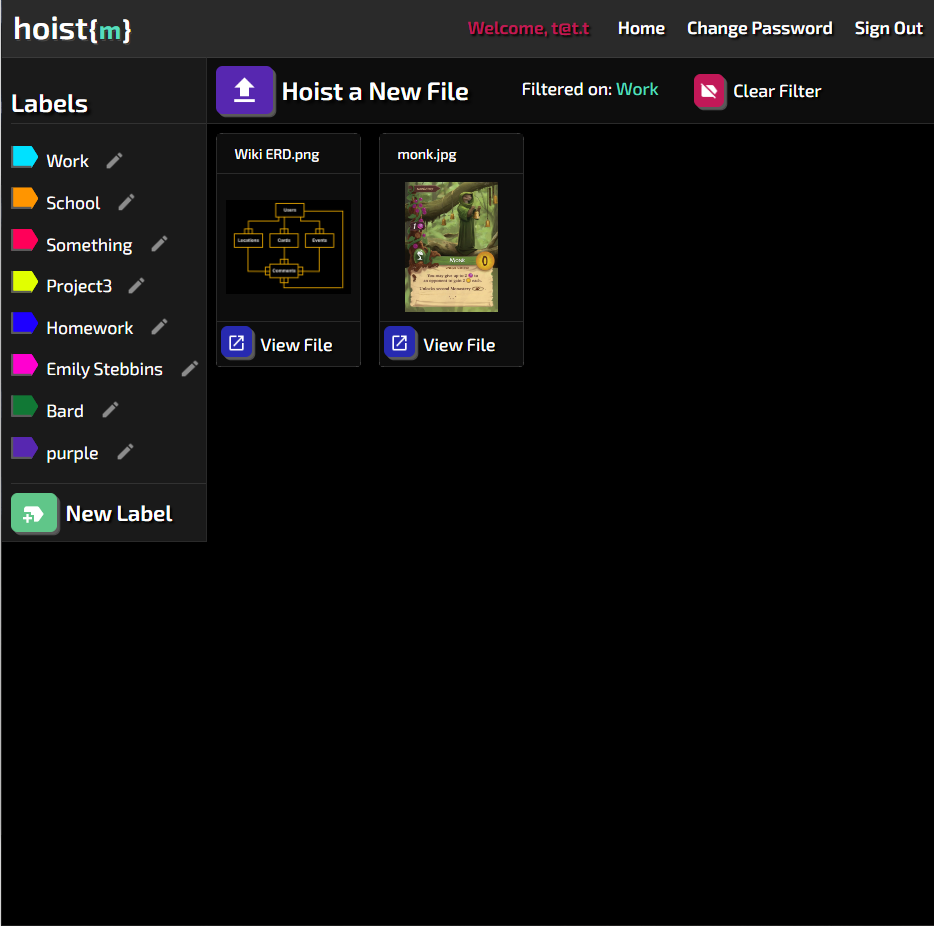 hoist{m}
Welcome, t@t.t Home Change Password Sign Out
Labels
Work
School
Something
Project3
Homework
Emily Stebbins
Bard
purple
New Label
Hoist a New File
Filtered on: Work
Clear Filter
Wiki ERD.png
Users
Locations Cards Events
Comments
View File
monk.jpg
1
Monk
0
You may give up to 2
an opponent to gain 2 each.
Unlocks second Monastery
View File